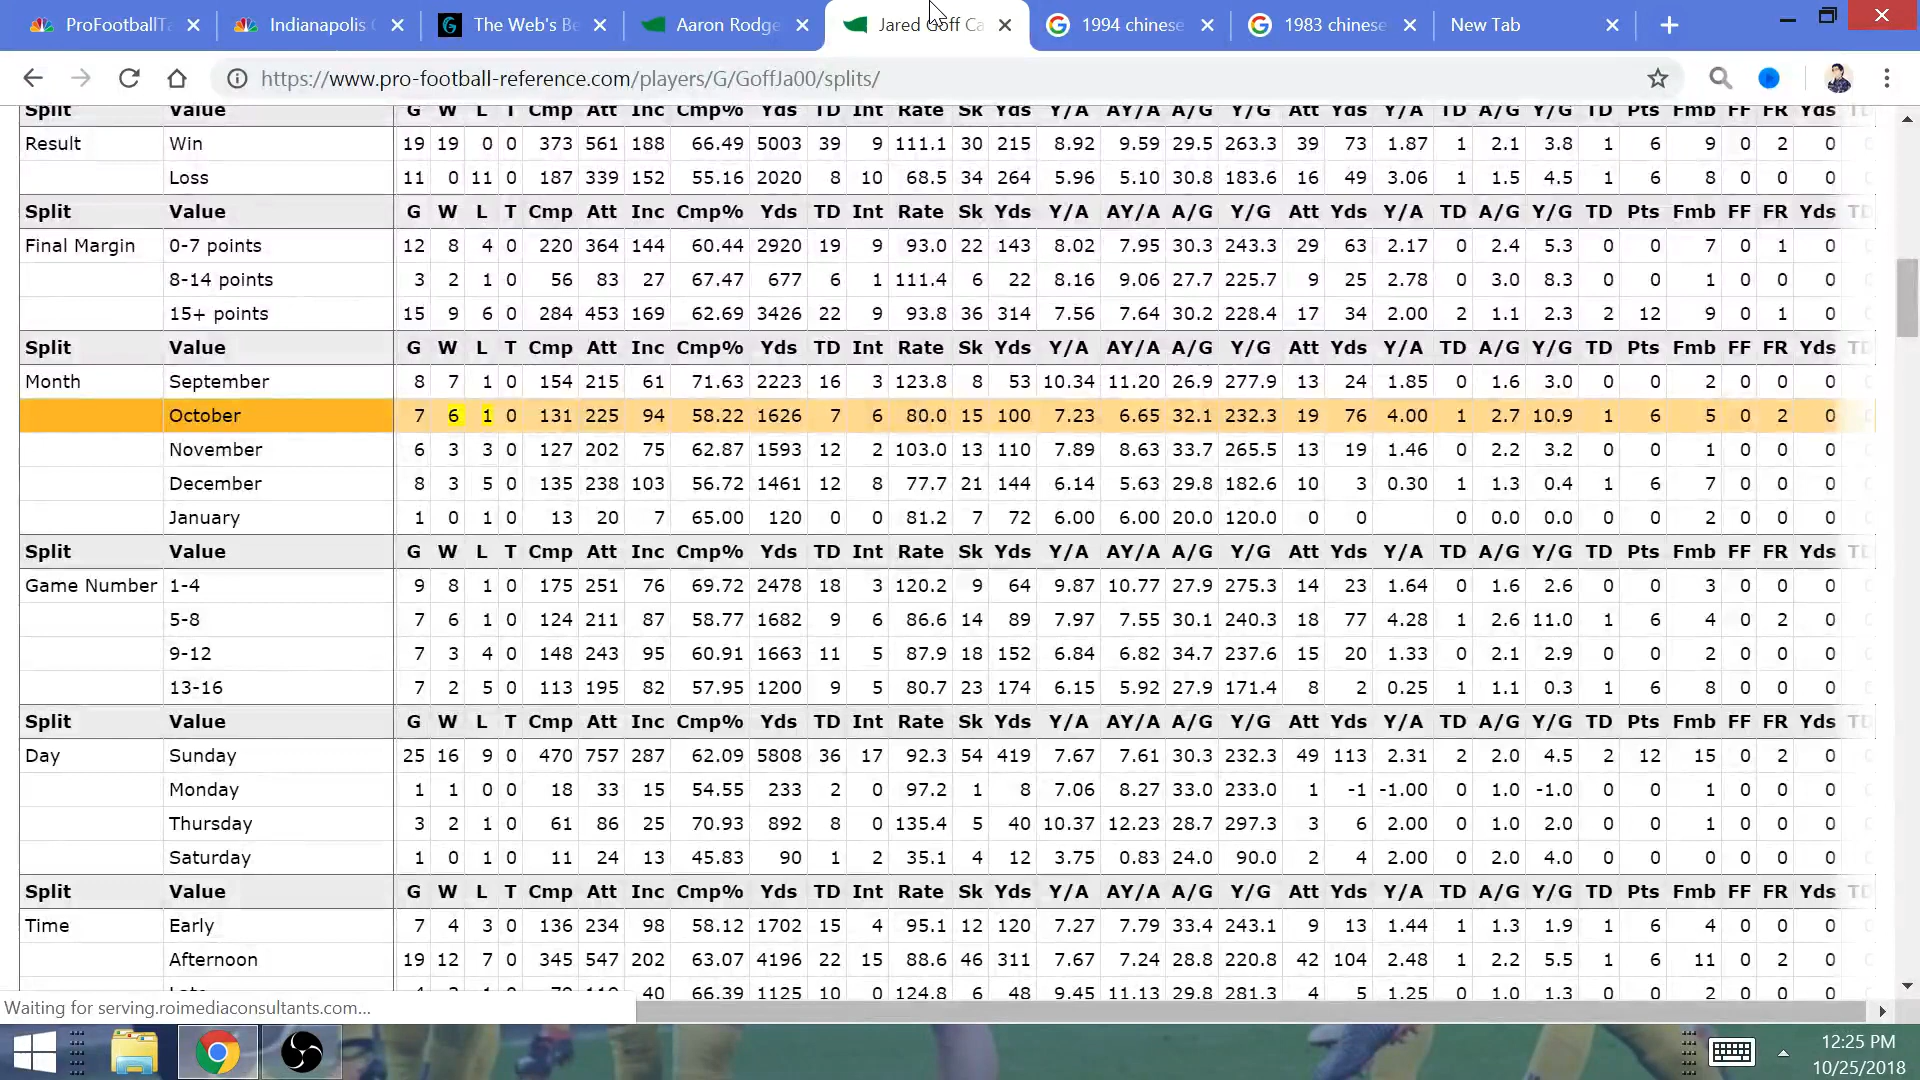 ProFootballTa
Indianapolis
The Web's Be
Aaron Rodge
Jared Goff Ca
1994 chinese
1983 chinese
New Tab
https://www.pro-football-reference.com/players/G/GoffJa00/splits/
Split Value G W L T Cmp Att Inc Cmp% Yds TD Int Rate Sk Yds Y/A AY/A A/G Y/G Att Yds Y/A TD A/G Y/G TD Pts Fmb FF FR Yds TD
Result Win 19 19 0 0 373 561 188 66.49 5003 39 9 111.1 30 215 8.92 9.59 29.5 263.3 39 73 1.87 1 2.1 3.8 1 6 9 0 2 0
Loss 11 0 11 0 187 339 152 55.16 2020 8 10 68.5 34 264 5.96 5.10 30.8 183.6 16 49 3.06 1 1.5 4.5 1 6 8 0 0 0
Split Value G W L T Cmp Att Inc Cmp% Yds TD Int Rate Sk Yds Y/A AY/A A/G Y/G Att Yds Y/A TD A/G Y/G TD Pts Fmb FF FR Yds TD
Final Margin 0-7 points 12 8 4 0 220 364 144 60.44 2920 19 9 93.0 22 143 8.02 7.95 30.3 243.3 29 63 2.17 0 2.4 5.3 0 0 7 0 1 0
8-14 points 3 2 1 0 56 83 27 67.47 677 6 1 111.4 6 22 8.16 9.06 27.7 225.7 9 25 2.78 0 3.0 8.3 0 0 1 0 0 0
15+ points 15 9 6 0 284 453 169 62.69 3426 22 9 93.8 36 314 7.56 7.64 30.2 228.4 17 34 2.00 2 1.1 2.3 2 12 9 0 1 0
Split Value G W L T Cmp Att Inc Cmp% Yds TD Int Rate Sk Yds Y/A AY/A A/G Y/G Att Yds Y/A TD A/G Y/G TD Pts Fmb FF FR Yds TD
Month September 8 7 1 0 154 215 61 71.63 2223 16 3 123.8 8 53 10.34 11.20 26.9 277.9 13 24 1.85 0 1.6 3.0 0 0 2 0 0 0
October 7 6 1 0 131 225 94 58.22 1626 7 6 80.0 15 100 7.23 6.65 32.1 232.3 19 76 4.00 1 2.7 10.9 1 6 5 0 2 0
November 6 3 3 0 127 202 75 62.87 1593 12 2 103.0 13 110 7.89 8.63 33.7 265.5 13 19 1.46 0 2.2 3.2 0 0 1 0 0 0
December 8 3 5 0 135 238 103 56.72 1461 12 8 77.7 21 144 6.14 5.63 29.8 182.6 10 3 0.30 1 1.3 0.4 1 6 7 0 0 0
January 1 0 1 0 13 20 7 65.00 120 0 0 81.2 7 72 6.00 6.00 20.0 120.0 0 0 0 0.0 0.0 0 0 2 0 0 0
Split Value G W L T Cmp Att Inc Cmp% Yds TD Int Rate Sk Yds Y/A AY/A A/G Y/G Att Yds Y/A TD A/G Y/G TD Pts Fmb FF FR Yds TD
Game Number 1-4 9 8 1 0 175 251 76 69.72 2478 18 3 120.2 9 64 9.87 10.77 27.9 275.3 14 23 1.64 0 1.6 2.6 0 0 3 0 0 0
5-8 7 6 1 0 124 211 87 58.77 1682 9 6 86.6 14 89 7.97 7.55 30.1 240.3 18 77 4.28 1 2.6 11.0 1 6 4 0 2 0
9-12 7 3 4 0 148 243 95 60.91 1663 11 5 87.9 18 152 6.84 6.82 34.7 237.6 15 20 1.33 0 2.1 2.9 0 0 2 0 0 0
13-16 7 2 5 0 113 195 82 57.95 1200 9 5 80.7 23 174 6.15 5.92 27.9 171.4 8 2 0.25 1 1.1 0.3 1 6 8 0 0 0
Split Value G W L T Cmp Att Inc Cmp% Yds TD Int Rate Sk Yds Y/A AY/A A/G Y/G Att Yds Y/A TD A/G Y/G TD Pts Fmb FF FR Yds TD
Day Sunday 25 16 9 0 470 757 287 62.09 5808 36 17 92.3 54 419 7.67 7.61 30.3 232.3 49 113 2.31 2 2.0 4.5 2 12 15 0 2 0
Monday 1 1 0 0 18 33 15 54.55 233 2 0 97.2 1 8 7.06 8.27 33.0 233.0 1 -1 -1.00 0 1.0 -1.0 0 0 1 0 0 0
Thursday 3 2 1 0 61 86 25 70.93 892 8 0 135.4 5 40 10.37 12.23 28.7 297.3 3 6 2.00 0 1.0 2.0 0 0 1 0 0 0
Saturday 1 0 1 0 11 24 13 45.83 90 1 2 35.1 4 12 3.75 0.83 24.0 90.0 2 4 2.00 0 2.0 4.0 0 0 0 0 0 0
Split Value G W L T Cmp Att Inc Cmp% Yds TD Int Rate Sk Yds Y/A AY/A A/G Y/G Att Yds Y/A TD A/G Y/G TD Pts Fmb FF FR Yds TD
Time Early 7 4 3 0 136 234 98 58.12 1702 15 4 95.1 12 120 7.27 7.79 33.4 243.1 9 13 1.44 1 1.3 1.9 1 6 4 0 0 0
Afternoon 19 12 7 0 345 547 202 63.07 4196 22 15 88.6 46 311 7.67 7.24 28.8 220.8 42 104 2.48 1 2.2 5.5 1 6 11 0 2 0
40 66.39 1125 10 0 124.8 6 48 9.45 11.13 29.8 281.3 4 5 1.25 0 1.0 1.3 0 0 2 0 0 0
Waiting for serving.roimediaconsultants.com...
12:25 PM
10/25/2018